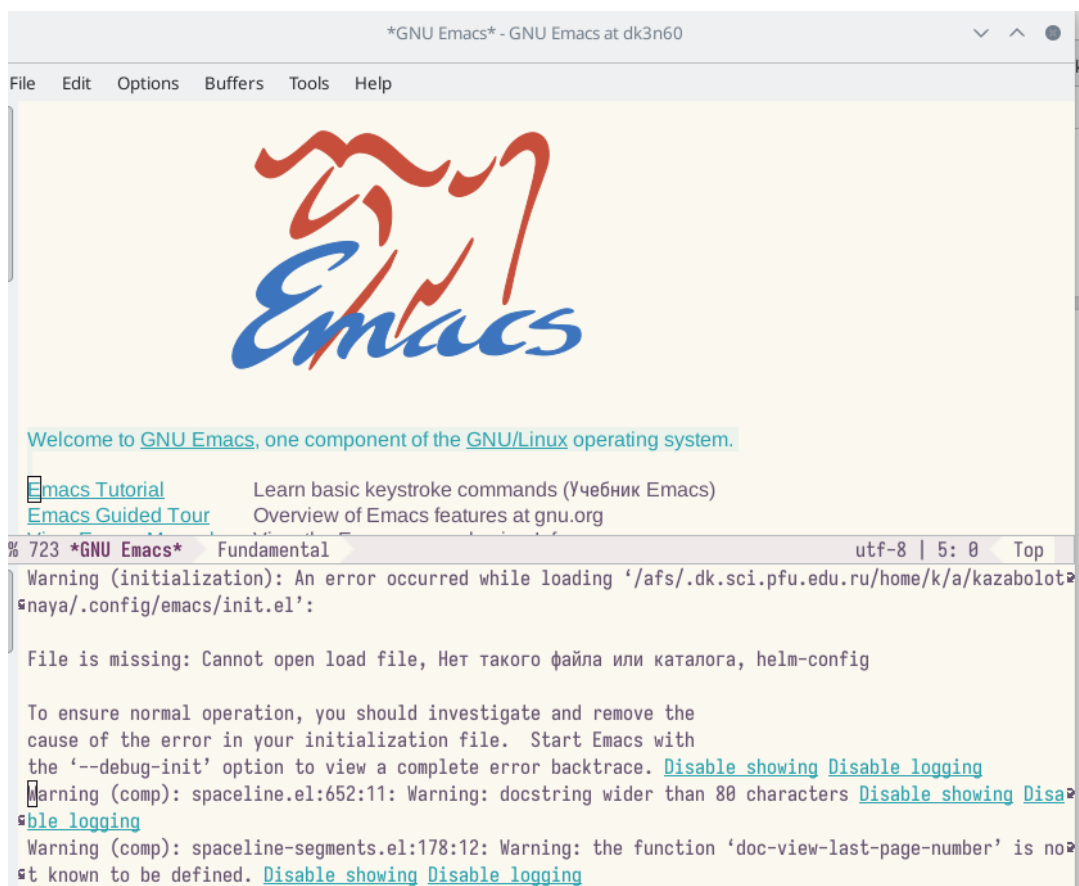 *GNU Emacs* - GNU Emacs at dk3n60
File Edit Options Buffers Tools Help
Emacs
Welcome to GNU Emacs, one component of the GNU/Linux operating system.
Emacs Tutorial Learn basic keystroke commands (Учебник Emacs)
Emacs Guided Tour Overview of Emacs features at gnu.org
% 723 *GNU Emacs* Fundamental utf-8 | 5: 0 Top
Warning (initialization): An error occurred while loading ‘/afs/.dk.sci.pfu.edu.ru/home/k/a/kazabolot
naya/.config/emacs/init.el’:
File is missing: Cannot open load file, Нет такого файла или каталога, helm-config
To ensure normal operation, you should investigate and remove the
cause of the error in your initialization file. Start Emacs with
the ‘--debug-init’ option to view a complete error backtrace. Disable showing Disable logging
Warning (comp): spaceline.el:652:11: Warning: docstring wider than 80 characters Disable showing Disa
ble logging
Warning (comp): spaceline-segments.el:178:12: Warning: the function ‘doc-view-last-page-number’ is no
t known to be defined. Disable showing Disable logging